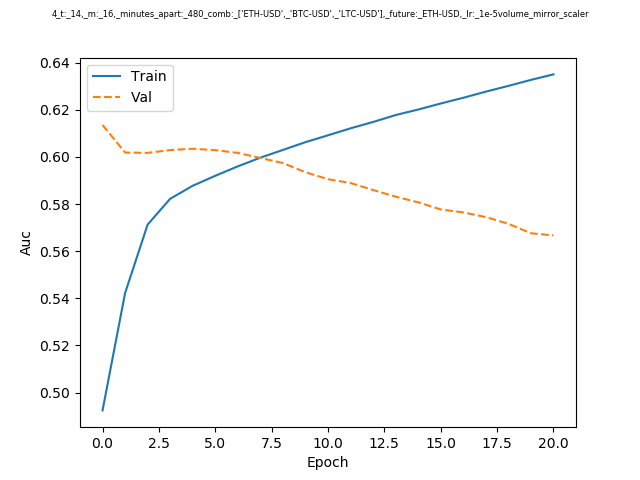 4_t:_14,_m:_16,_minutes_apart:_480_comb:_['ETH-USD',_'BTC-USD',_'LTC-USD'],_future:_ETH-USD,_lr:_1e-5volume_mirror_scaler
Train
Val
0.64
0.62
0.60
0.58
0.56
0.54
0.52
0.50
Auc
0.0 2.5 5.0 7.5 10.0 12.5 15.0 17.5 20.0
Epoch